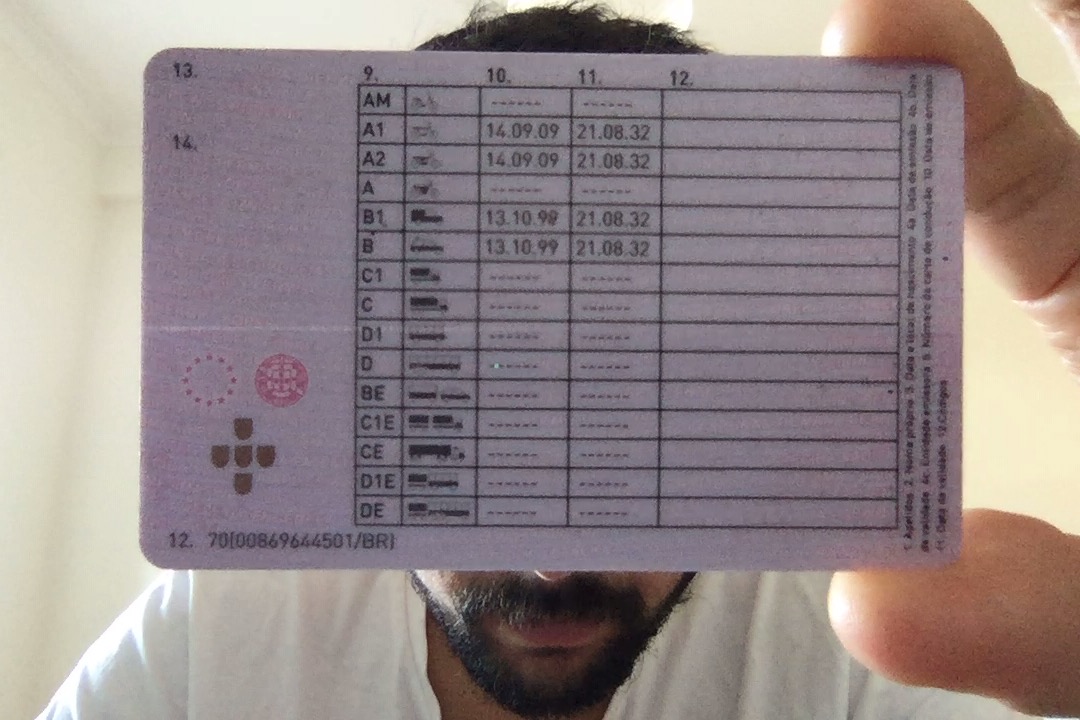 13.
14.
9. 10. 11. 12.
AM ------ ------
A1 14.09.09 21.08.32
A2 14.09.09 21.08.32
A ------ ------
B1 13.10.99 21.08.32
B 13.10.99 21.08.32
C1 ------ ------
C ------ ------
D1 ------ ------
D ------ ------
BE ------ ------
C1E ------ ------
CE ------ ------
D1E ------ ------
DE ------ ------
12. 70(00869644501/BR)
1. Apelidos 2. Nome próprio 3. Data e local de nascimento 4a. Data de emissão 4b. Data
de validade 4c. Entidade emissora 5. Número da carta de condução 10. Data de emissão
11. Data de validade 12. Códigos